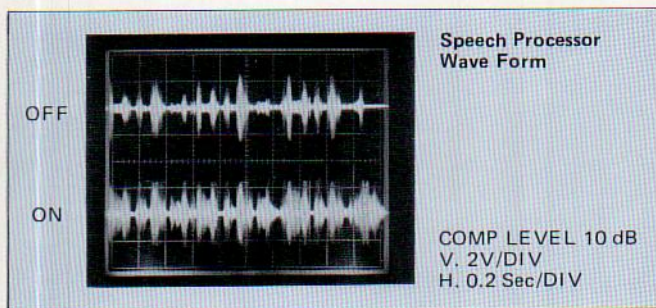 Speech Processor
Wave Form
OFF
ON
COMP LEVEL 10 dB
V. 2V/DIV
H. 0.2 Sec/DIV